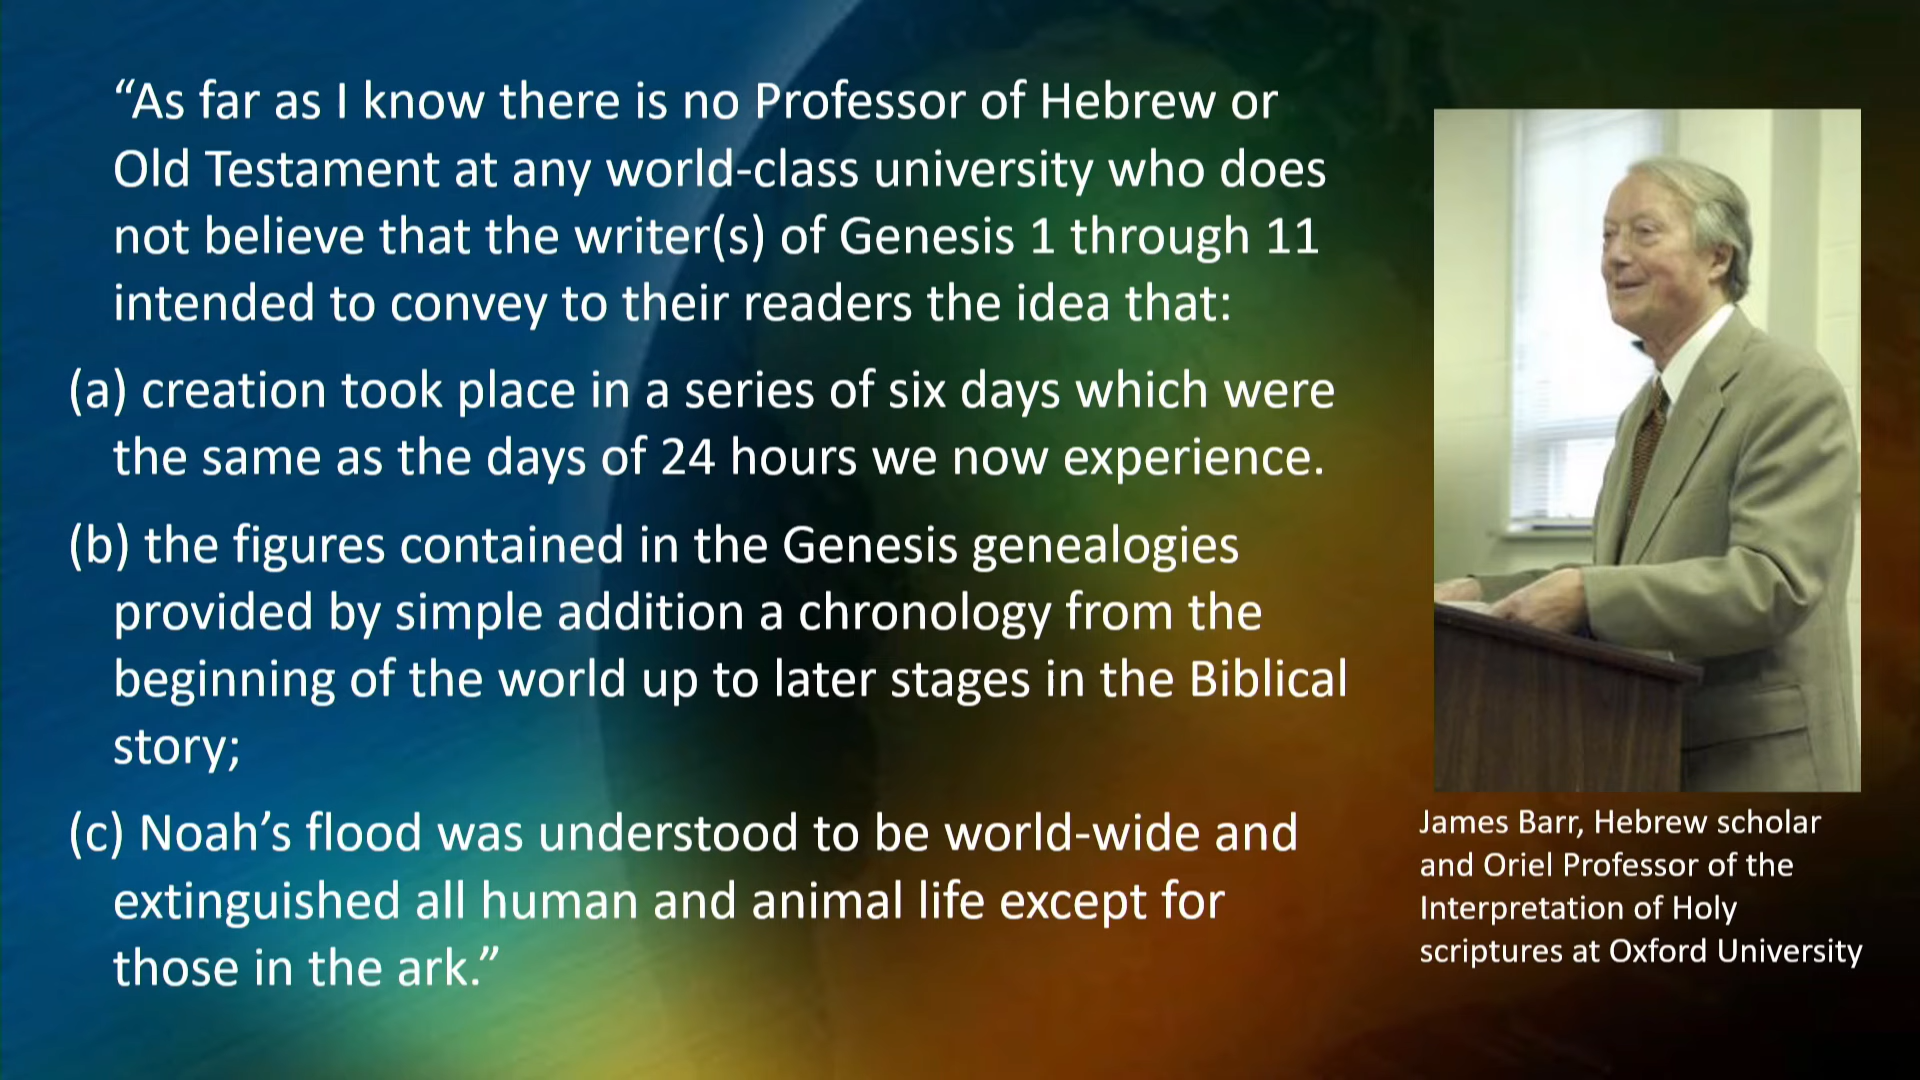 “As far as I know there is no Professor of Hebrew or
Old Testament at any world-class university who does
not believe that the writer(s) of Genesis 1 through 11
intended to convey to their readers the idea that:
(a) creation took place in a series of six days which were
the same as the days of 24 hours we now experience.
(b) the figures contained in the Genesis genealogies
provided by simple addition a chronology from the
beginning of the world up to later stages in the Biblical
story;
(c) Noah’s flood was understood to be world-wide and
extinguished all human and animal life except for
those in the ark.”
James Barr, Hebrew scholar
and Oriel Professor of the
Interpretation of Holy
scriptures at Oxford University